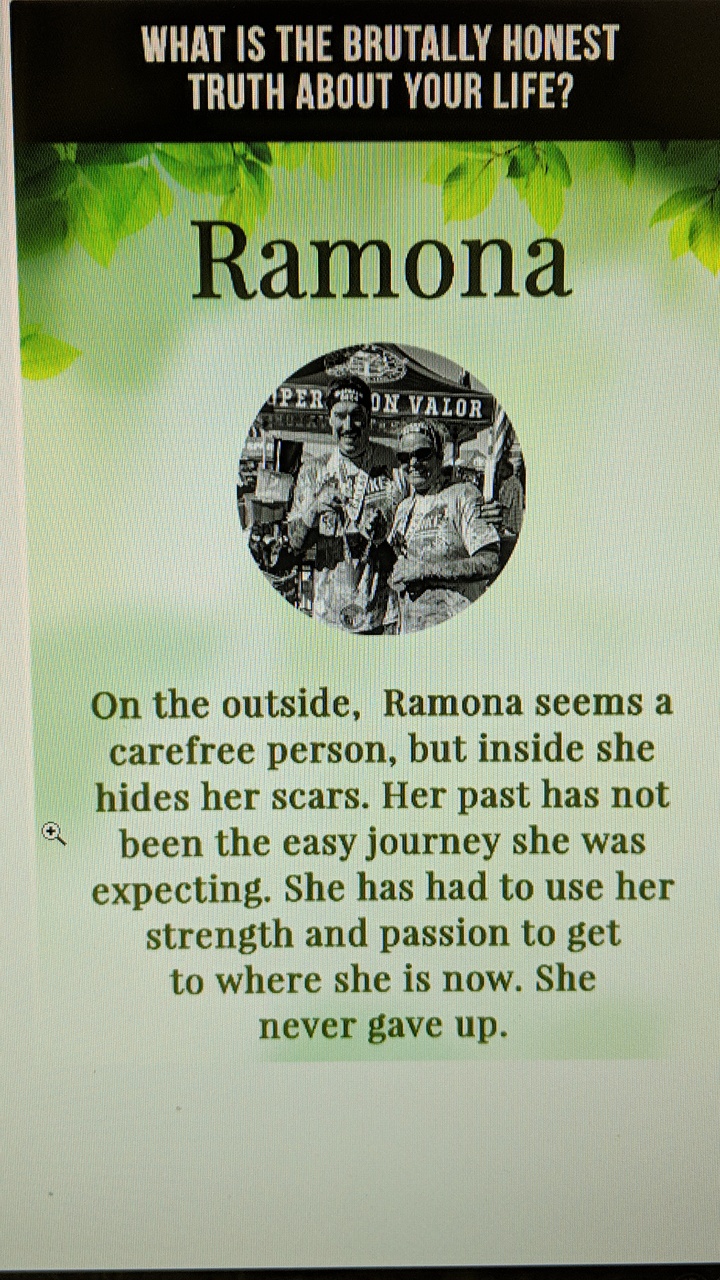 WHAT IS THE BRUTALLY HONEST
TRUTH ABOUT YOUR LIFE?
Ramona
ON VALOR
On the outside, Ramona seems a
carefree person, but inside she
hides her scars. Her past has not
been the easy journey she was
expecting. She has had to use her
strength and passion to get
to where she is now. She
never gave up.